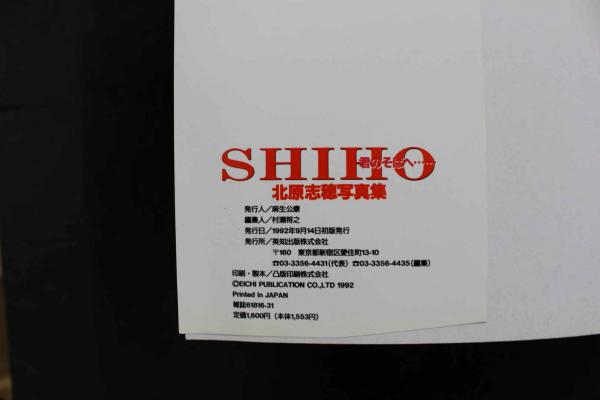 SHIHO
君のそばへ……
北原志穂写真集
発行人／麻生公康
編集人／村瀬将之
発行日／1992年9月14日初版発行
発行所／英知出版株式会社
〒160 東京都新宿区愛住町13-10
☎03-3356-4431(代表) ☎03-3356-4435(編集)
印刷・製本／凸版印刷株式会社
©EICHI PUBLICATION CO.,LTD 1992
Printed in JAPAN
雑誌61816-31
定価1,600円（本体1,553円）